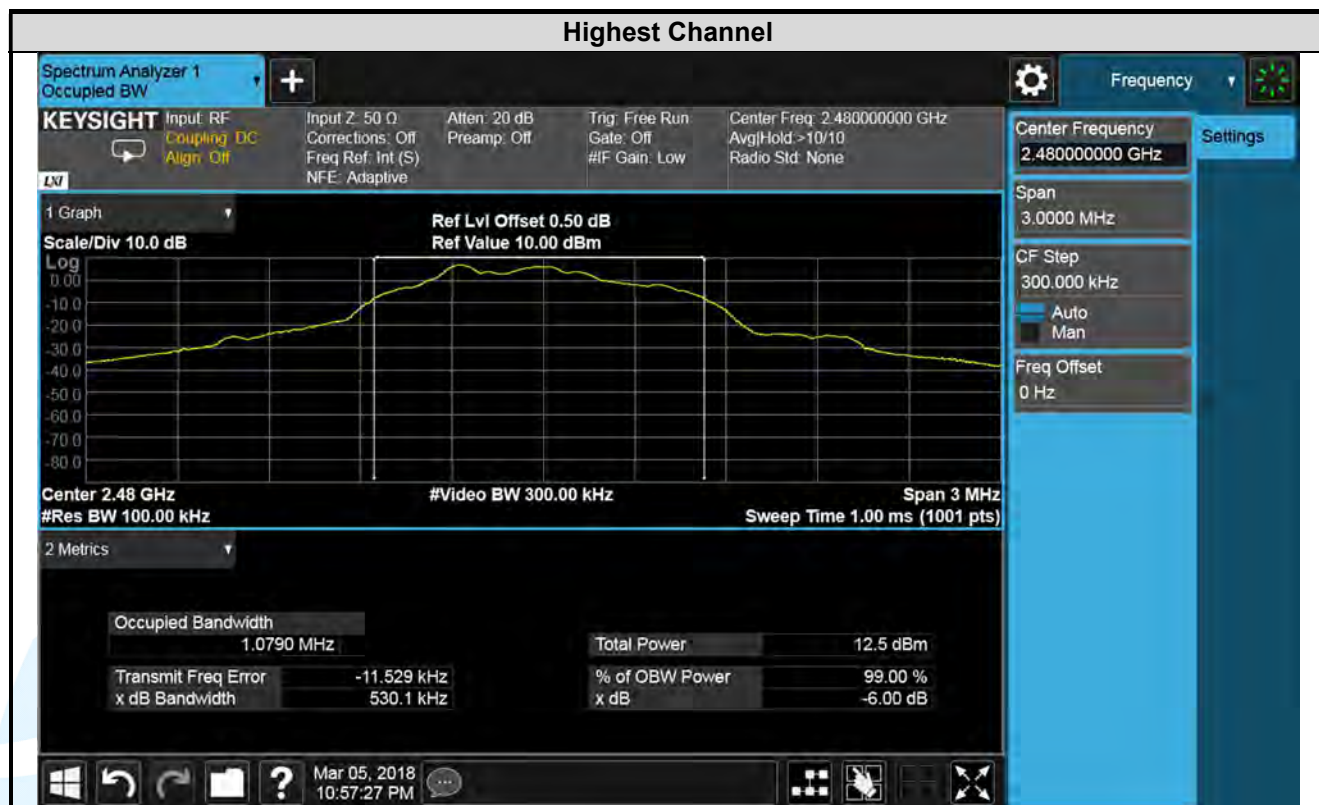 Highest Channel
Spectrum Analyzer 1
Occupied BW
Frequency
KEYSIGHT
Input: RF
Coupling: DC
Align: Off
LXI
Input Z: 50 Ω
Corrections: Off
Freq Ref: Int (S)
NFE: Adaptive
Atten: 20 dB
Preamp: Off
Trig: Free Run
Gate: Off
#IF Gain: Low
Center Freq: 2.480000000 GHz
Avg|Hold:>10/10
Radio Std: None
Center Frequency
2.480000000 GHz
Settings
Span
3.0000 MHz
CF Step
300.000 kHz
Auto
Man
Freq Offset
0 Hz
1 Graph
Scale/Div 10.0 dB
Ref Lvl Offset 0.50 dB
Ref Value 10.00 dBm
Log
0.00
-10.0
-20.0
-30.0
-40.0
-50.0
-60.0
-70.0
-80.0
Center 2.48 GHz
#Video BW 300.00 kHz
Span 3 MHz
#Res BW 100.00 kHz
Sweep Time 1.00 ms (1001 pts)
2 Metrics
Occupied Bandwidth
1.0790 MHz
Total Power 12.5 dBm
Transmit Freq Error -11.529 kHz
% of OBW Power 99.00 %
x dB Bandwidth 530.1 kHz
x dB -6.00 dB
?
Mar 05, 2018
10:57:27 PM